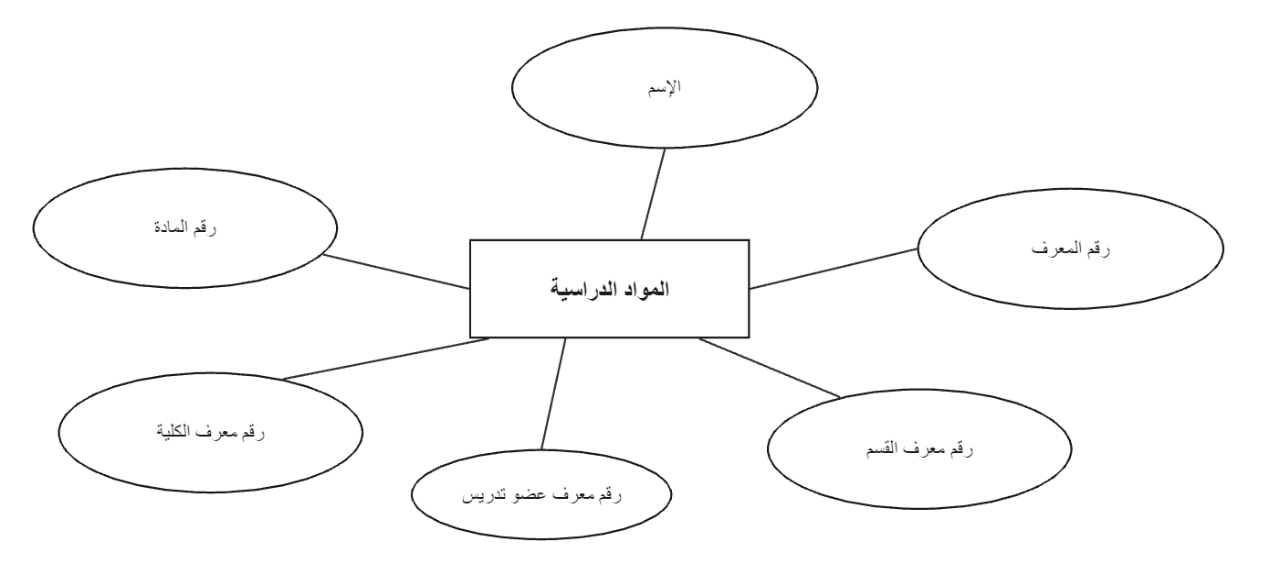 الإسم
رقم المادة
رقم المعرف
المواد الدراسية
رقم معرف الكلية
رقم معرف القسم
رقم معرف عضو تدريس